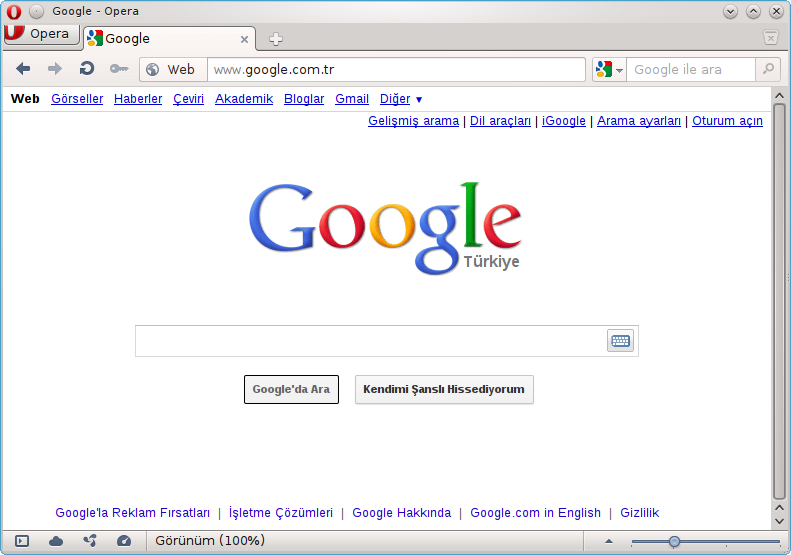 Google - Opera
Opera Google
Web www.google.com.tr Google ile ara
Web Görseller Haberler Çeviri Akademik Bloglar Gmail Diğer ▼
Gelişmiş arama | Dil araçları | iGoogle | Arama ayarları | Oturum açın
Google
Türkiye
Google'da Ara Kendimi Şanslı Hissediyorum
Google'la Reklam Fırsatları | İşletme Çözümleri | Google Hakkında | Google.com in English | Gizlilik
Görünüm (100%)